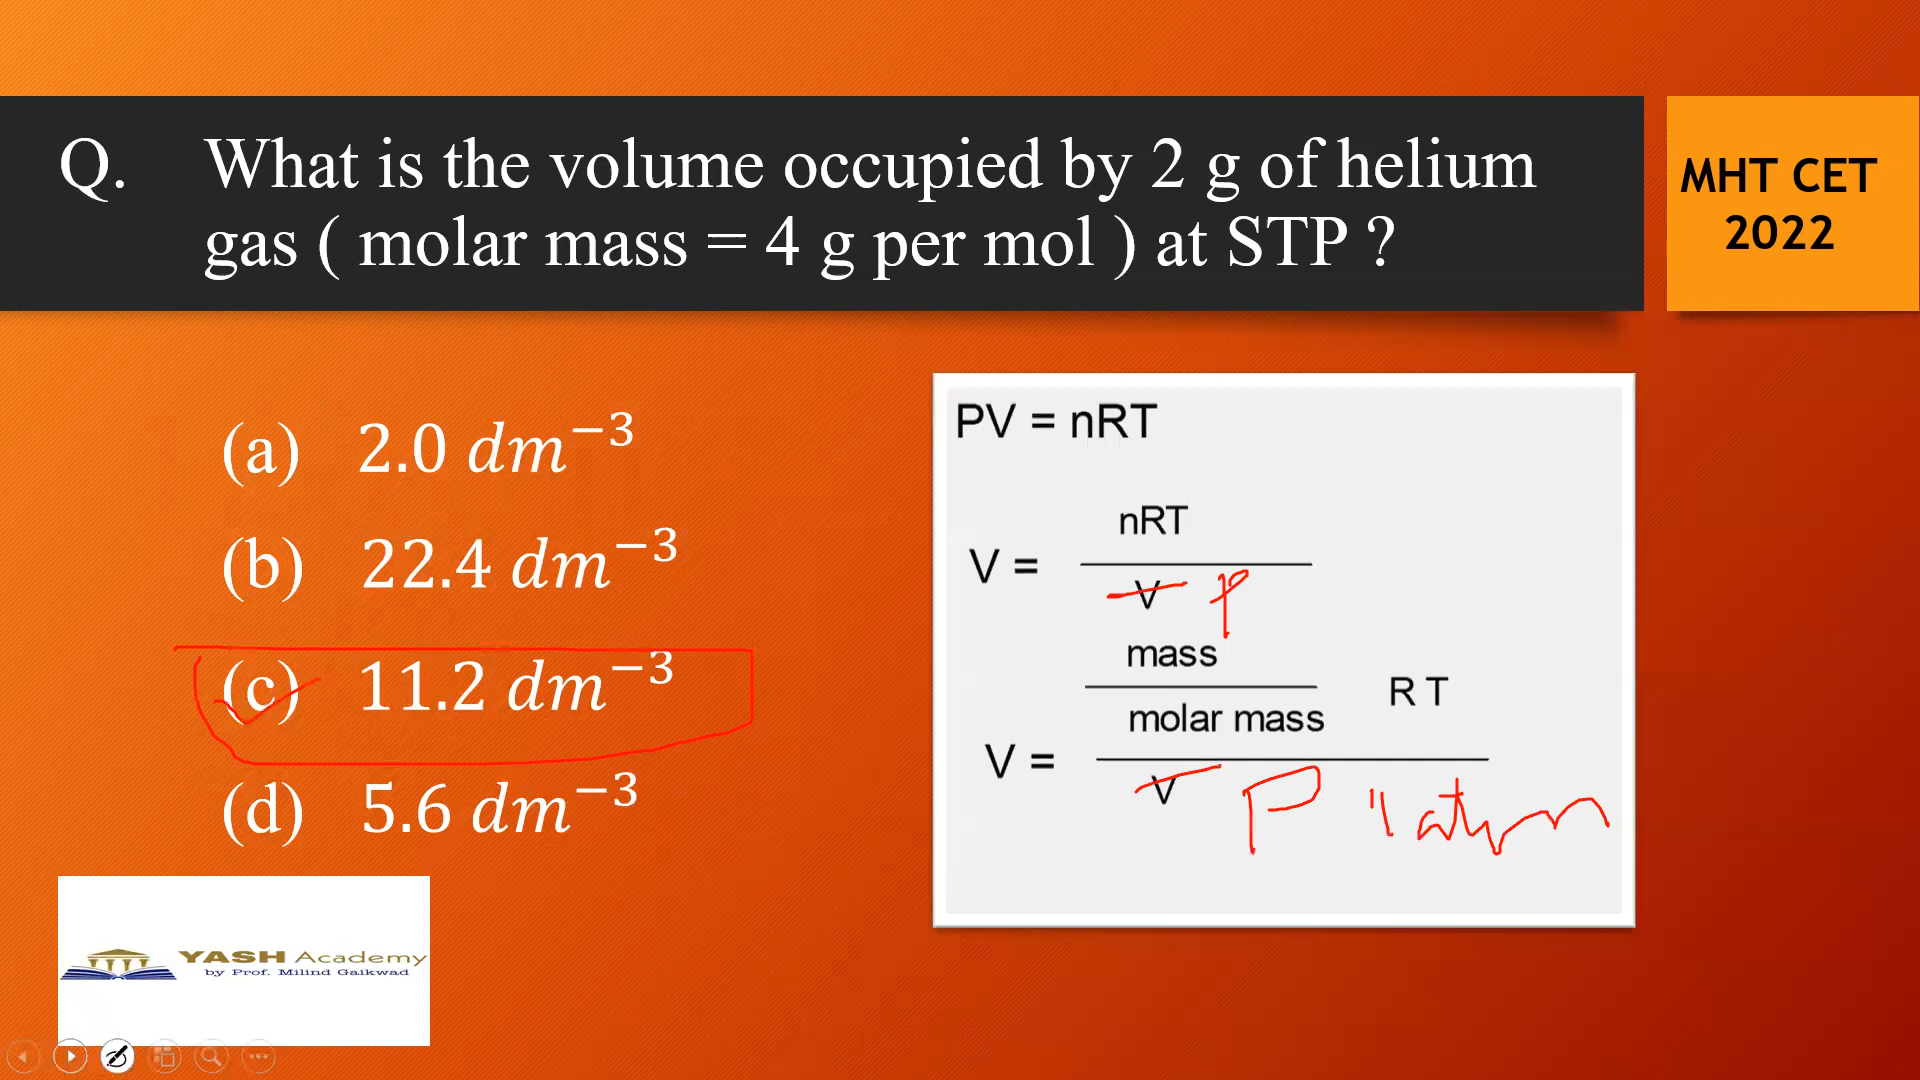 Q. What is the volume occupied by 2 g of helium
gas ( molar mass = 4 g per mol ) at STP ?
MHT CET
2022
(a) 2.0 dm⁻³
(b) 22.4 dm⁻³
(c) 11.2 dm⁻³
(d) 5.6 dm⁻³
PV = nRT
nRT
V =
V P
mass
molar mass R T
V =
V P 1 atm
YASH Academy
by Prof. Milind Gaikwad